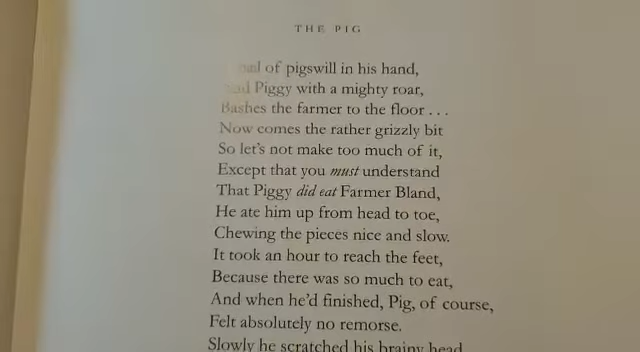 THE PIG
of pigswill in his hand,
Piggy with a mighty roar,
Bashes the farmer to the floor . . .
Now comes the rather grizzly bit
So let's not make too much of it,
Except that you must understand
That Piggy did eat Farmer Bland,
He ate him up from head to toe,
Chewing the pieces nice and slow.
It took an hour to reach the feet,
Because there was so much to eat,
And when he'd finished, Pig, of course,
Felt absolutely no remorse.
Slowly he scratched his brainy head